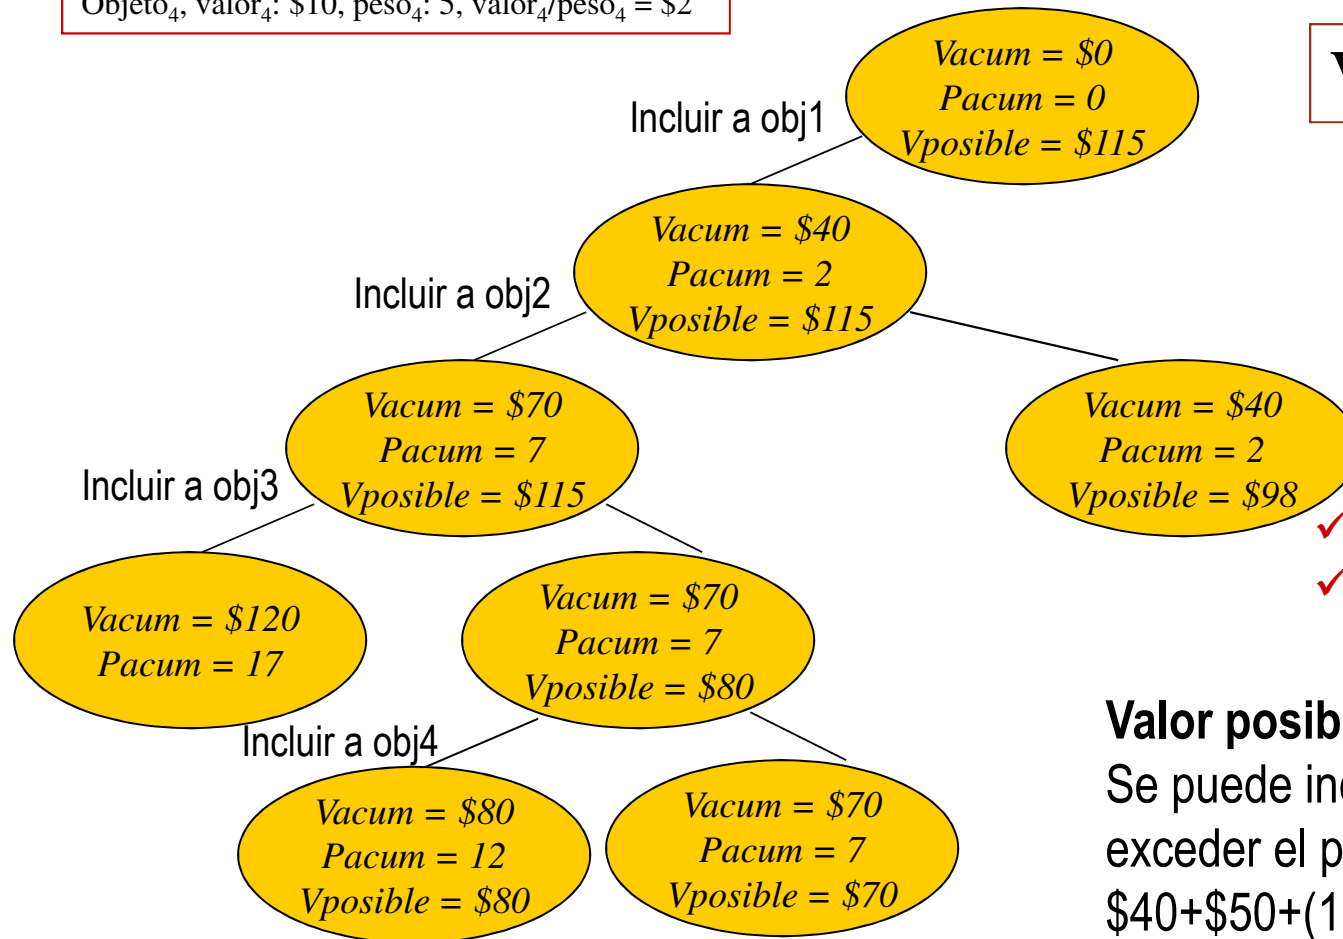 Objeto₄, valor₄: $10, peso₄: 5, valor₄/peso₄ = $2
Vacum = $0
Pacum = 0
Vposible = $115
Incluir a obj1
Vacum = $40
Pacum = 2
Vposible = $115
Incluir a obj2
Vacum = $70
Pacum = 7
Vposible = $115
Vacum = $40
Pacum = 2
Vposible = $98
Incluir a obj3
Vacum = $120
Pacum = 17
Vacum = $70
Pacum = 7
Vposible = $80
Incluir a obj4
Vacum = $80
Pacum = 12
Vposible = $80
Vacum = $70
Pacum = 7
Vposible = $70
Valor
Se puede
exceder el
$40+$50+(1